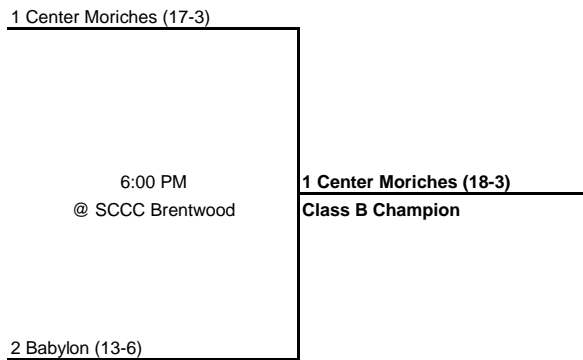 1 Center Moriches (17-3)
6:00 PM
1 Center Moriches (18-3)
@ SCCC Brentwood
Class B Champion
2 Babylon (13-6)